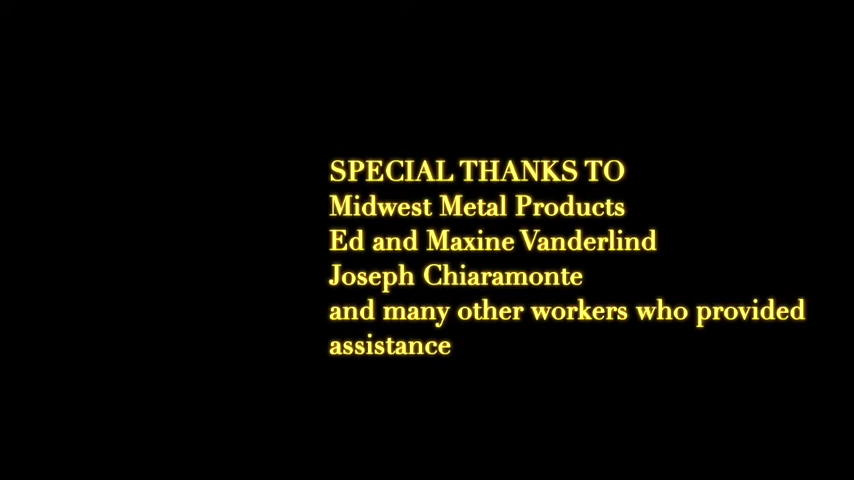 SPECIAL THANKS TO
Midwest Metal Products
Ed and Maxine Vanderlind
Joseph Chiaramonte
and many other workers who provided
assistance